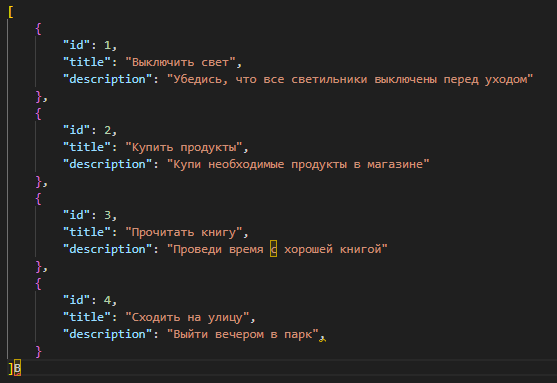 [
    {
        "id": 1,
        "title": "Выключить свет",
        "description": "Убедись, что все светильники выключены перед уходом"
    },
    {
        "id": 2,
        "title": "Купить продукты",
        "description": "Купи необходимые продукты в магазине"
    },
    {
        "id": 3,
        "title": "Прочитать книгу",
        "description": "Проведи время с хорошей книгой"
    },
    {
        "id": 4,
        "title": "Сходить на улицу",
        "description": "Выйти вечером в парк",
    }
]В